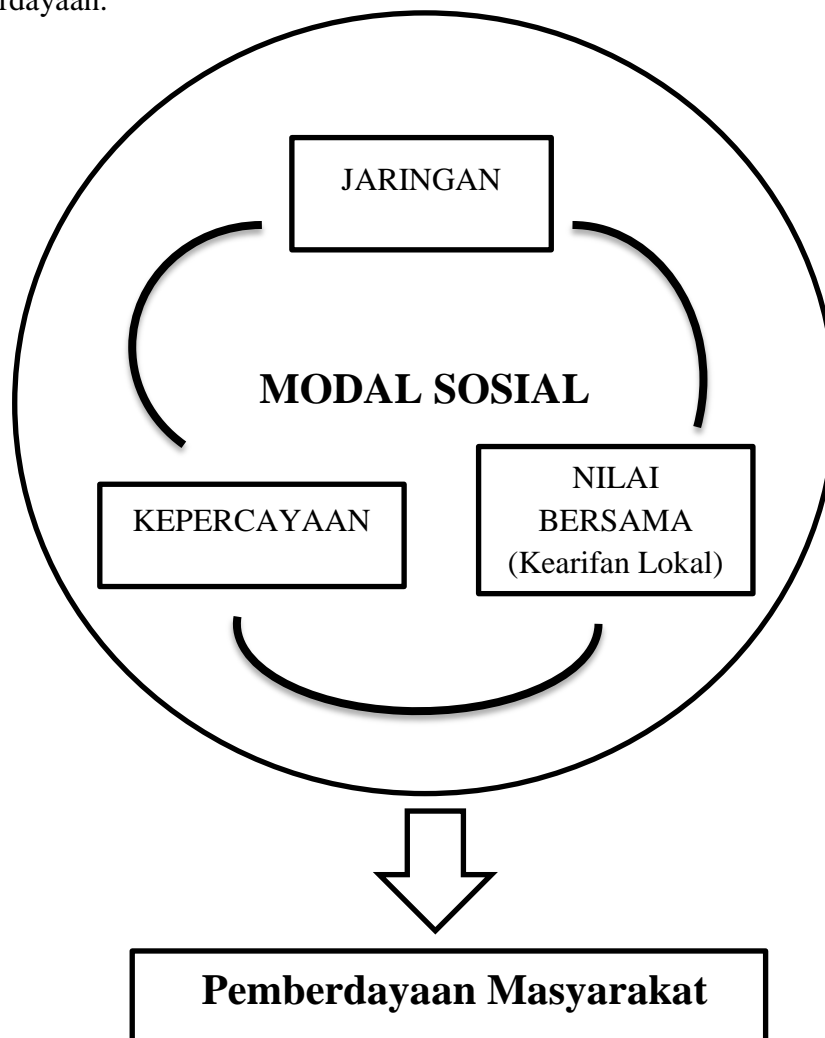 rdayaan.
JARINGAN
MODAL SOSIAL
KEPERCAYAAN
NILAI
BERSAMA
(Kearifan Lokal)
Pemberdayaan Masyarakat